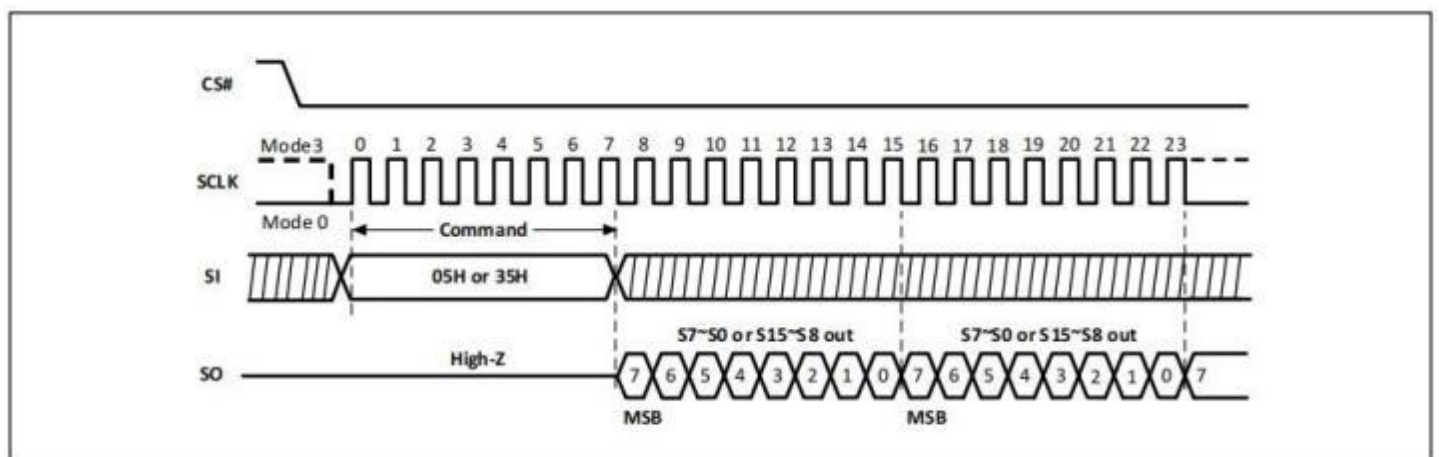 CS#
Mode3 0 1 2 3 4 5 6 7 8 9 10 11 12 13 14 15 16 17 18 19 20 21 22 23
SCLK
Mode 0
Command
SI 05H or 35H
S7~S0 or S15~S8 out S7~S0 or S15~S8 out
High-Z
SO 7 6 5 4 3 2 1 0 7 6 5 4 3 2 1 0 7
MSB MSB